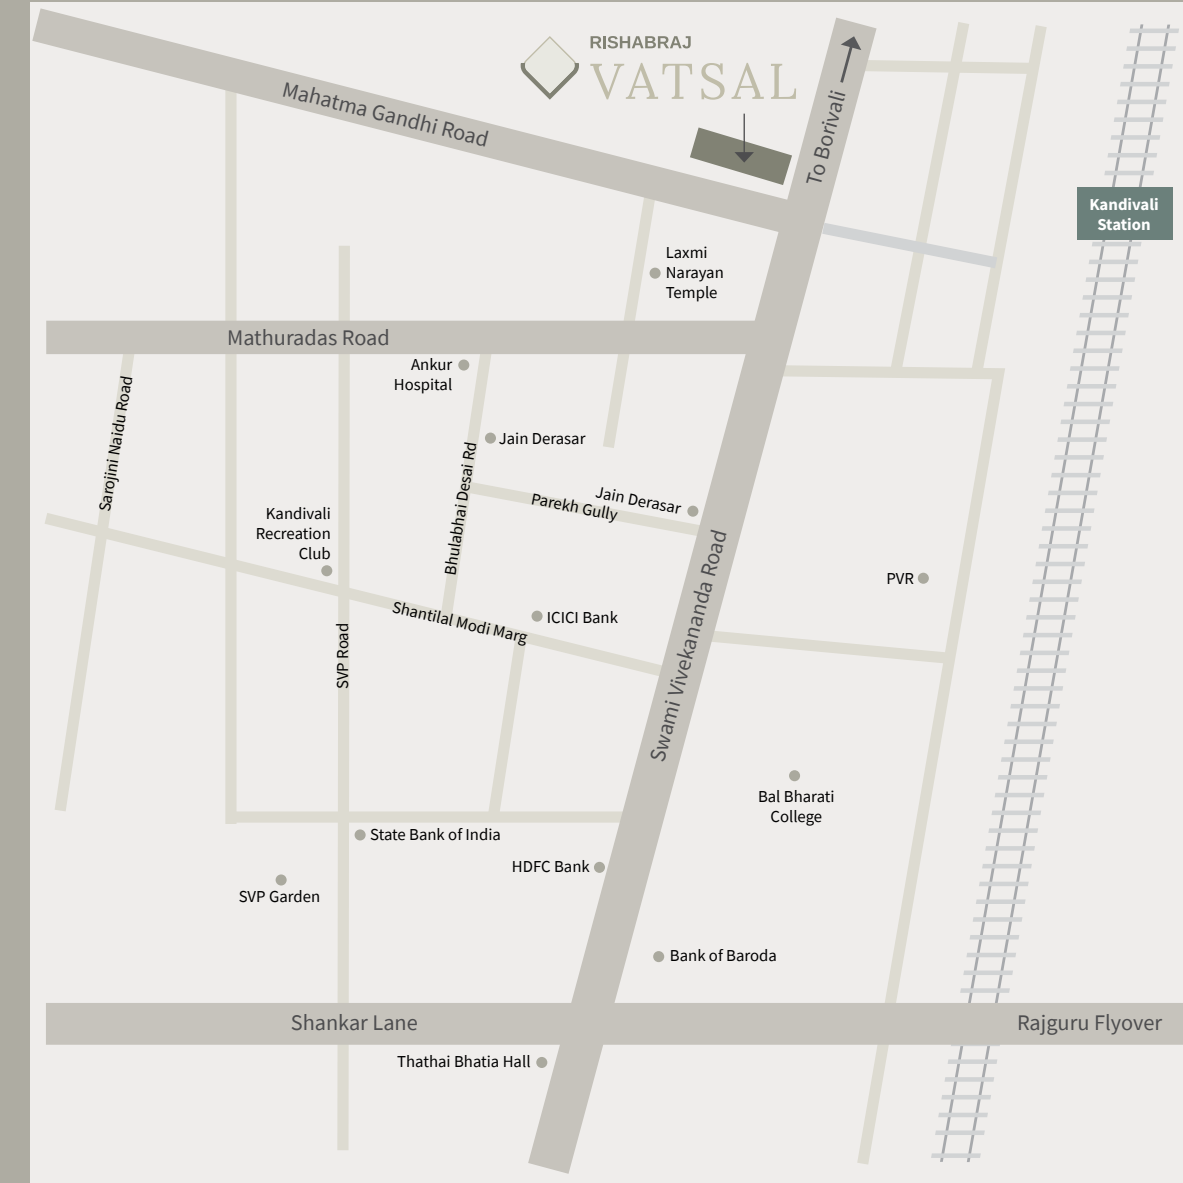 RISHABRAJ
VATSAL
Mahatma Gandhi Road
To Borivali
Kandivali
Station
Laxmi
Narayan
Temple
Mathuradas Road
Ankur
Hospital
Sarojini Naidu Road
Jain Derasar
Bhulabhai Desai Rd
Jain Derasar
Parekh Gully
Kandivali
Recreation
Club
Swami Vivekananda Road
PVR
Shantilal Modi Marg
ICICI Bank
SVP Road
Bal Bharati
College
State Bank of India
HDFC Bank
SVP Garden
Bank of Baroda
Shankar Lane
Rajguru Flyover
Thathai Bhatia Hall